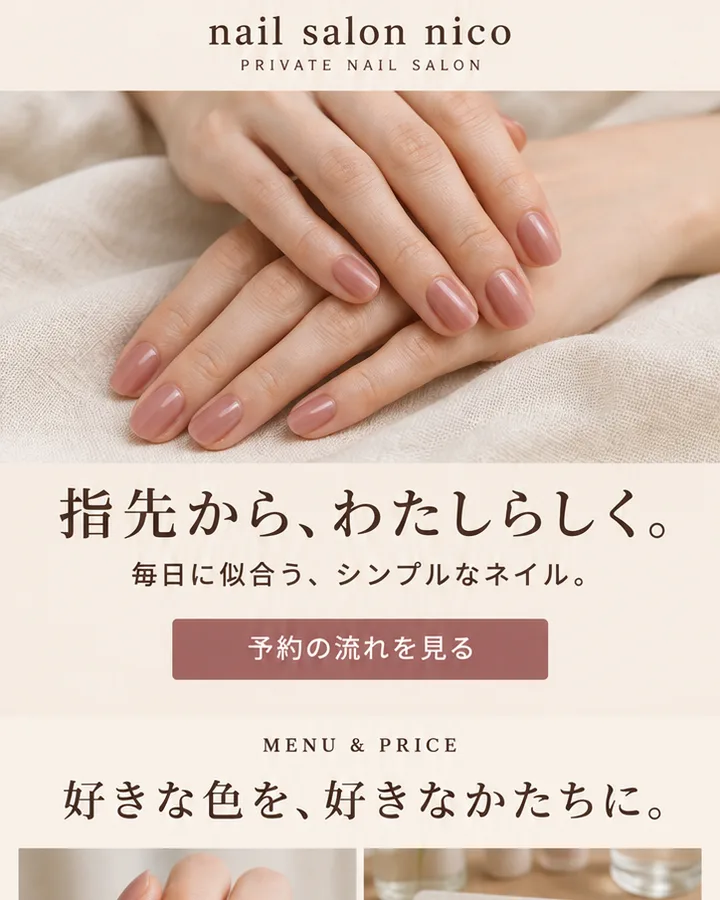 nail salon nico
PRIVATE NAIL SALON
指先から、わたしらしく。
毎日に似合う、シンプルなネイル。
予約の流れを見る
MENU & PRICE
好きな色を、好きなかたちに。